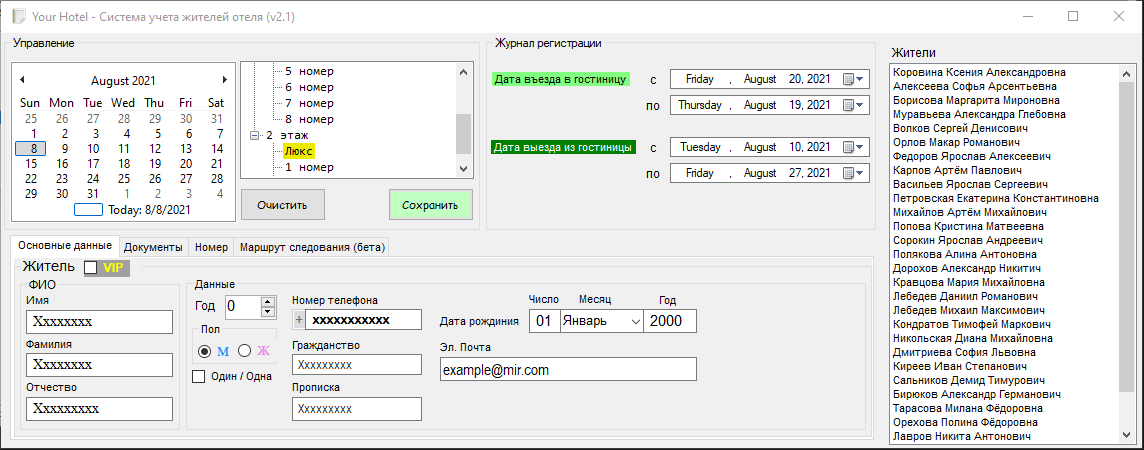 Your Hotel - Система учета жителей отеля (v2.1)
Управление
August 2021
Sun Mon Tue Wed Thu Fri Sat
25 26 27 28 29 30 31
1 2 3 4 5 6 7
8 9 10 11 12 13 14
15 16 17 18 19 20 21
22 23 24 25 26 27 28
29 30 31 1 2 3 4
Today: 8/8/2021
5 номер
6 номер
7 номер
8 номер
2 этаж
Люкс
1 номер
Очистить
Сохранить
Журнал регистрации
Дата въезда в гостиницу с Friday , August 20, 2021
по Thursday , August 19, 2021
Дата выезда из гостиницы с Tuesday , August 10, 2021
по Friday , August 27, 2021
Основные данные
Документы
Номер
Маршрут следования (бета)
Житель VIP
ФИО
Имя
Xxxxxxxx
Фамилия
Xxxxxxxx
Отчество
Xxxxxxxxx
Данные
Год 0
Пол
М Ж
Один / Одна
Номер телефона
+ xxxxxxxxxxx
Гражданство
Xxxxxxxxx
Прописка
Xxxxxxxxx
Число Месяц Год
Дата рождения 01 Январь 2000
Эл. Почта
example@mir.com
Жители
Коровина Ксения Александровна
Алексеева Софья Арсентьевна
Борисова Маргарита Мироновна
Муравьева Александра Глебовна
Волков Сергей Денисович
Орлов Макар Романович
Федоров Ярослав Алексеевич
Карпов Артём Павлович
Васильев Ярослав Сергеевич
Петровская Екатерина Константиновна
Михайлов Артём Михайлович
Попова Кристина Матвеевна
Сорокин Ярослав Андреевич
Полякова Алина Антоновна
Дорохов Александр Никитич
Кравцова Мария Михайловна
Лебедев Даниил Романович
Лебедев Михаил Максимович
Кондратов Тимофей Маркович
Никольская Диана Михайловна
Дмитриева София Львовна
Киреев Иван Степанович
Сальников Демид Тимурович
Бирюков Александр Германович
Тарасова Милана Фёдоровна
Орехова Полина Фёдоровна
Лавров Никита Антонович